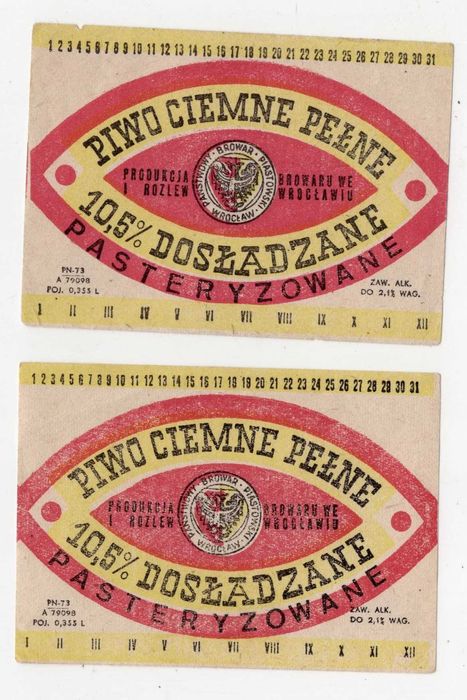 1 2 3 4 5 6 7 8 9 10 11 12 13 14 15 16 17 18 19 20 21 22 23 24 25 26 27 28 29 30 31
PIWO CIEMNE PEŁNE
PRODUKCJA
I ROZLEW
PAŃSTWOWY · BROWAR · PIASTOWSKI
WROCŁAW
BROWARU WE
WROCŁAWIU
10,5% DOSŁADZANE
PASTERYZOWANE
PN-73
A 79098
POJ. 0,355 L
ZAW. ALK.
DO 2,1% WAG.
I II III IV V VI VII VIII IX X XI XII
1 2 3 4 5 6 7 8 9 10 11 12 13 14 15 16 17 18 19 20 21 22 23 24 25 26 27 28 29 30 31
PIWO CIEMNE PEŁNE
PRODUKCJA
I ROZLEW
PAŃSTWOWY · BROWAR · PIASTOWSKI
WROCŁAW
BROWARU WE
WROCŁAWIU
10,5% DOSŁADZANE
PASTERYZOWANE
PN-73
A 79098
POJ. 0,355 L
ZAW. ALK.
DO 2,1% WAG.
I II III IV V VI VII VIII IX X XI XII